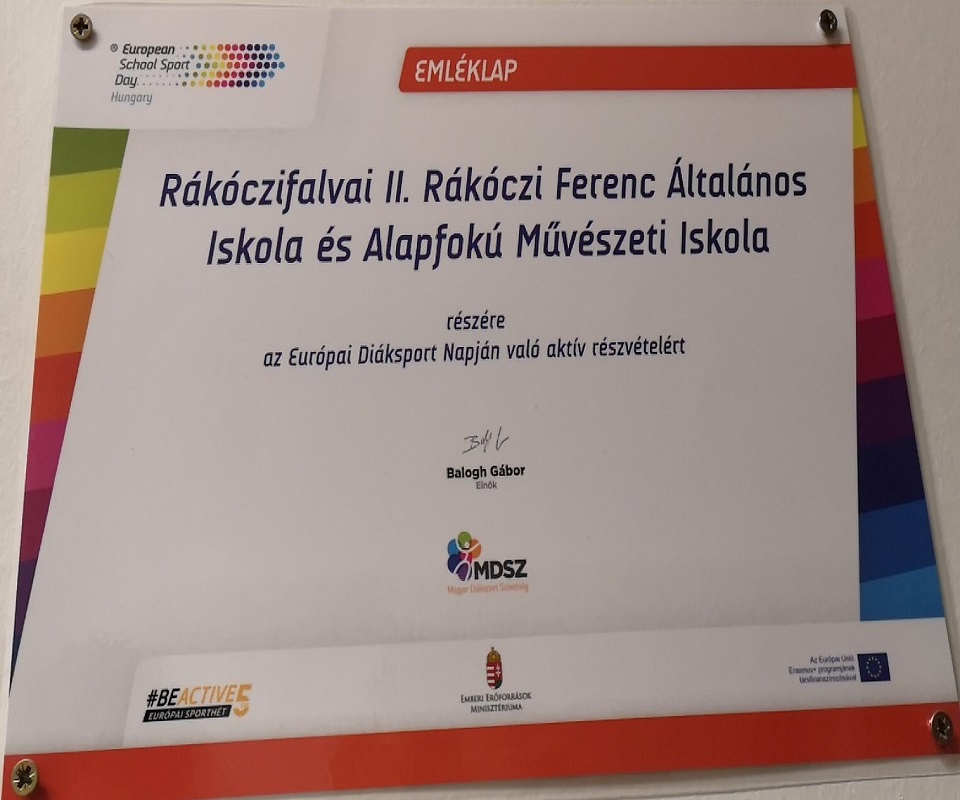 ® European
School Sport
Day
Hungary
EMLÉKLAP
Rákóczifalvai II. Rákóczi Ferenc Általános
Iskola és Alapfokú Művészeti Iskola
részére
az Európai Diáksport Napján való aktív részvételért
Balogh Gábor
Elnök
MDSZ
Magyar Diáksport Szövetség
#BEACTIVE
EURÓPAI SPORTHÉT
5
EMBERI ERŐFORRÁSOK
MINISZTÉRIUMA
Az Európai Unió
Erasmus+ programjának
társfinanszírozásával